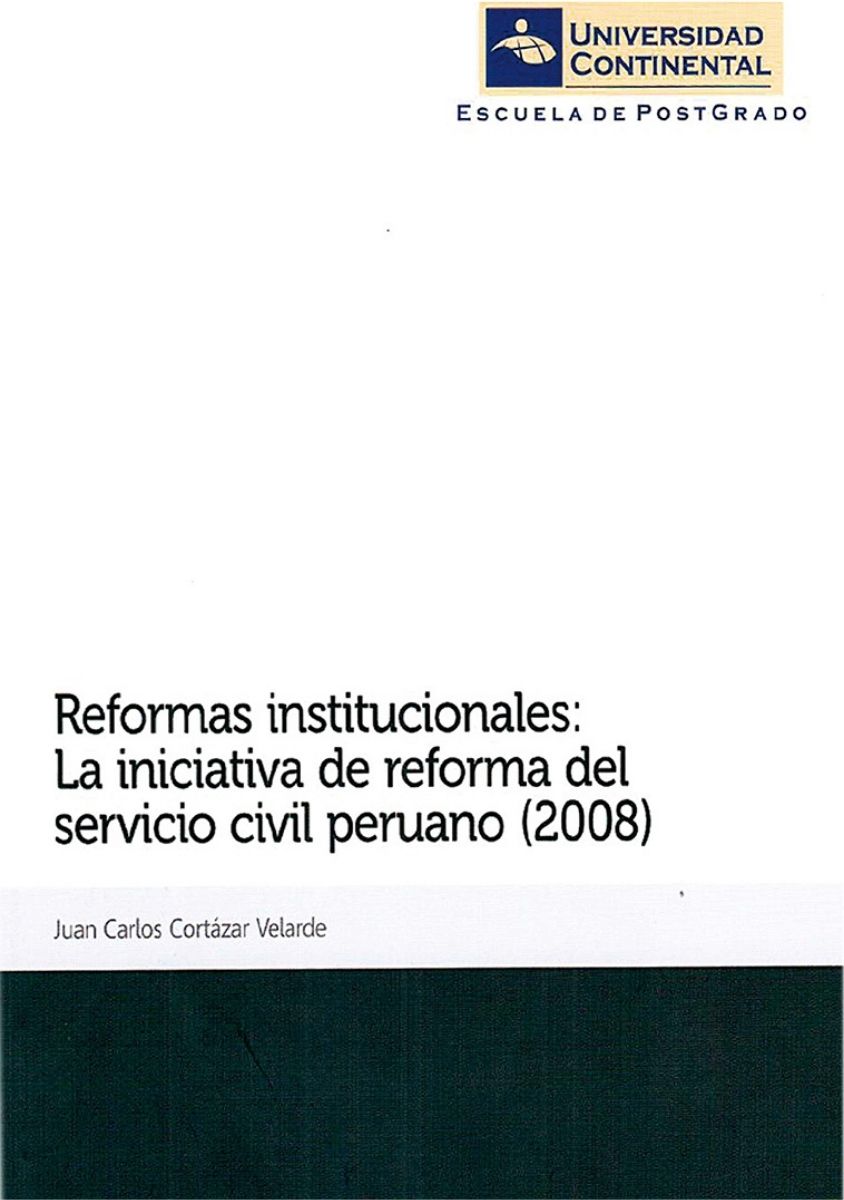 UNIVERSIDAD
CONTINENTAL
ESCUELA DE POSTGRADO
Reformas institucionales:
La iniciativa de reforma del
servicio civil peruano (2008)
Juan Carlos Cortázar Velarde